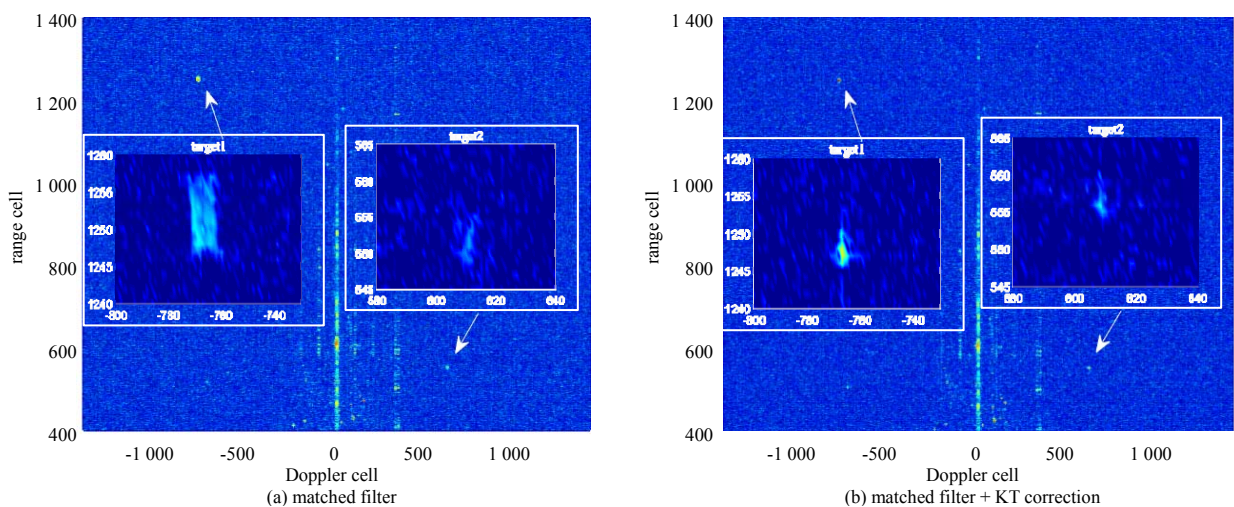 1 400
1 200
1 000
800
600
400
range cell
target1
1260
1255
1250
1245
1240
-800 -780 -760 -740
target2
565
560
555
550
545
580 600 620 640
-1 000 -500 0 500 1 000
Doppler cell
(a) matched filter
1 400
1 200
1 000
800
600
400
range cell
target1
1260
1255
1250
1245
1240
-800 -780 -760 -740
target2
565
560
555
550
545
580 600 620 640
-1 000 -500 0 500 1 000
Doppler cell
(b) matched filter + KT correction